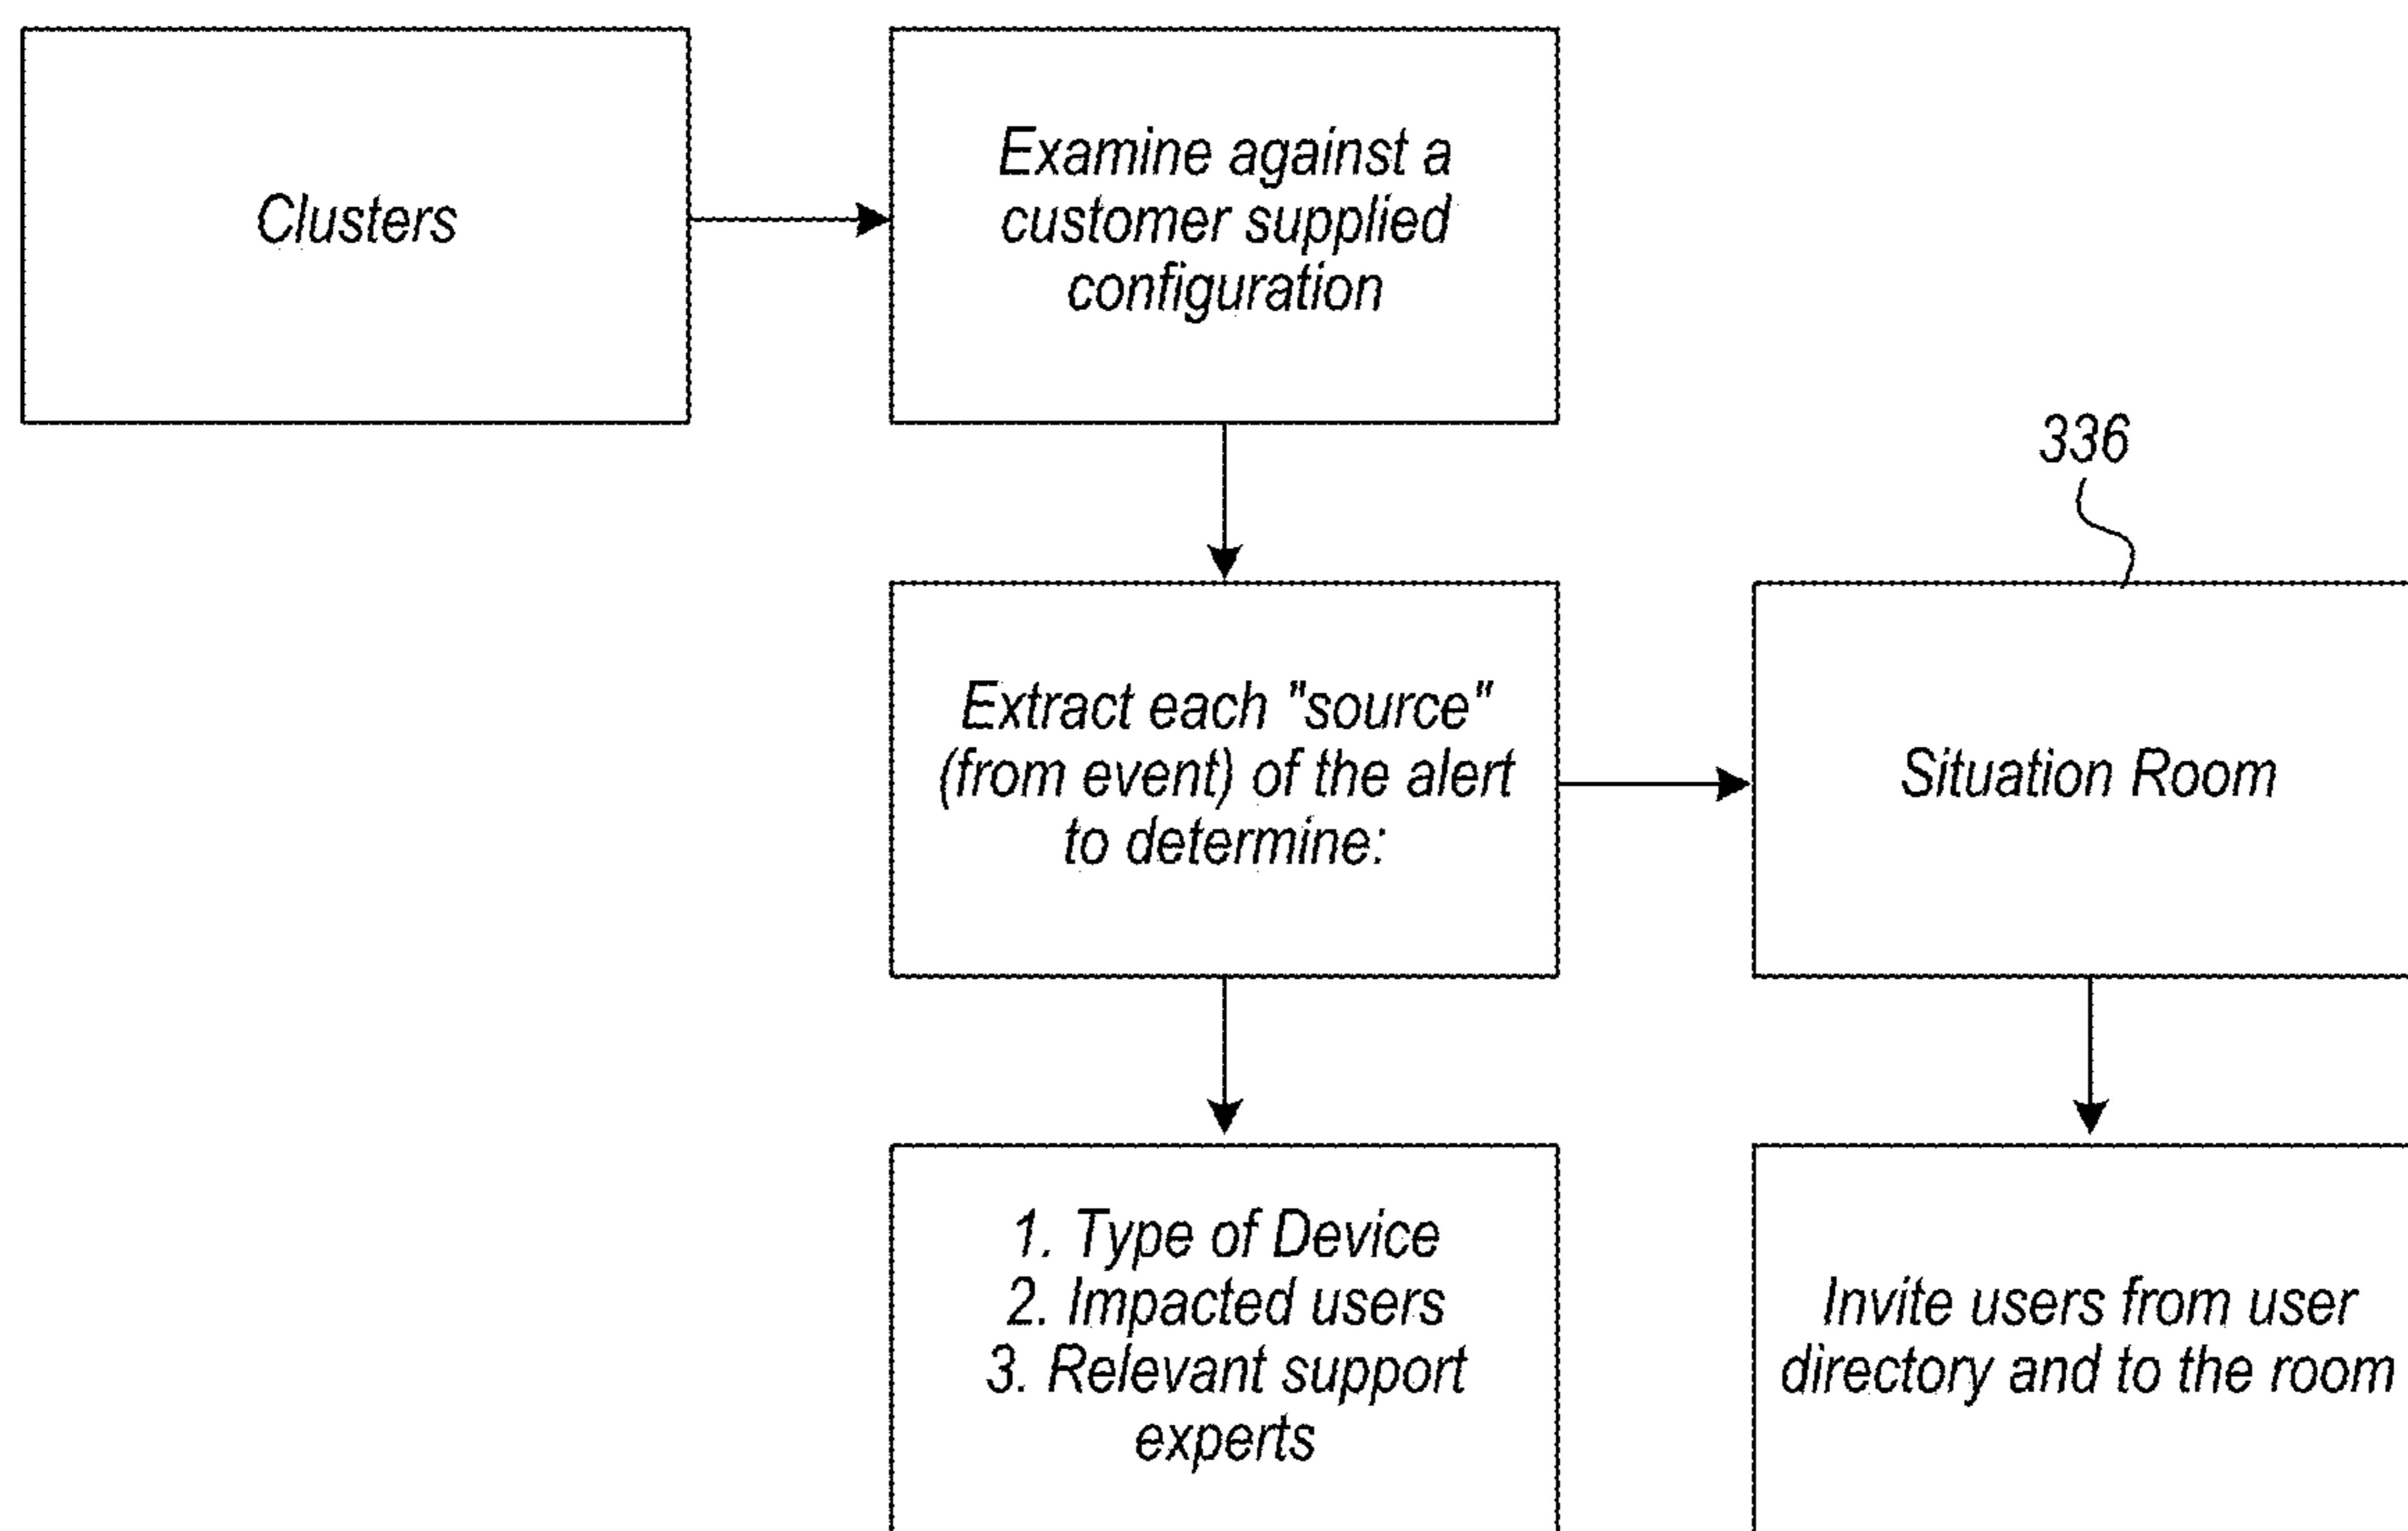 Clusters
Examine against a
customer supplied
configuration
336
Extract each "source"
(from event) of the alert
to determine:
Situation Room
1. Type of Device
2. Impacted users
3. Relevant support
experts
Invite users from user
directory and to the room